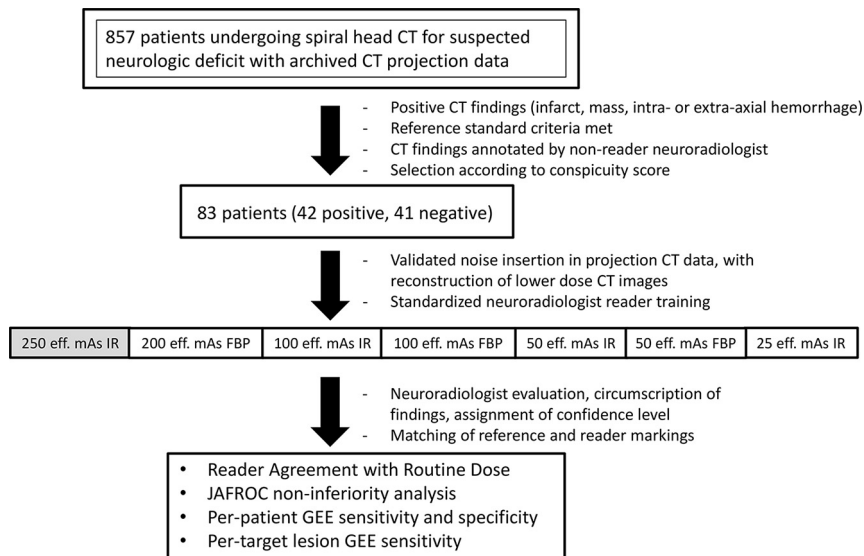 857 patients undergoing spiral head CT for suspected
neurologic deficit with archived CT projection data
- Positive CT findings (infarct, mass, intra- or extra-axial hemorrhage)
- Reference standard criteria met
- CT findings annotated by non-reader neuroradiologist
- Selection according to conspicuity score
83 patients (42 positive, 41 negative)
- Validated noise insertion in projection CT data, with
reconstruction of lower dose CT images
- Standardized neuroradiologist reader training
250 eff. mAs IR 200 eff. mAs FBP 100 eff. mAs IR 100 eff. mAs FBP 50 eff. mAs IR 50 eff. mAs FBP 25 eff. mAs IR
- Neuroradiologist evaluation, circumscription of
findings, assignment of confidence level
- Matching of reference and reader markings
• Reader Agreement with Routine Dose
• JAFROC non-inferiority analysis
• Per-patient GEE sensitivity and specificity
• Per-target lesion GEE sensitivity